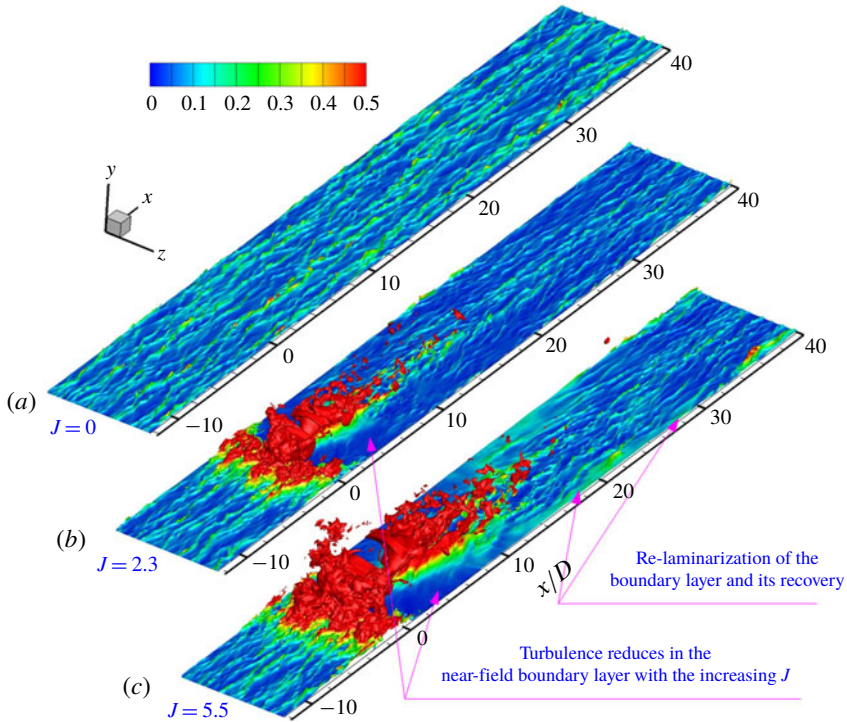 0 0.1 0.2 0.3 0.4 0.5
y
x
z
40
30
20
10
0
−10
(a)
J = 0
40
30
20
10
0
−10
(b)
J = 2.3
40
30
20
10
0
−10
x/D
(c)
J = 5.5
Re-laminarization of the
boundary layer and its recovery
Turbulence reduces in the
near-field boundary layer with the increasing J